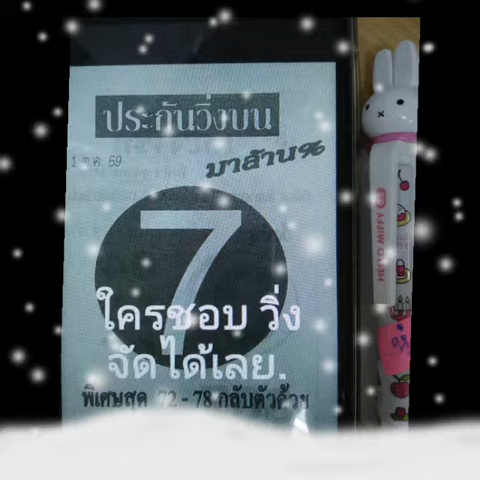 ประกันวิ่งบน
1 ต.ค. 59
มาล้าน%
7
ใครชอบ วิ่ง
จัดได้เลย.
พิเศษสุด 72 - 78 กลับตัวด้วย
HELLO MIFFY